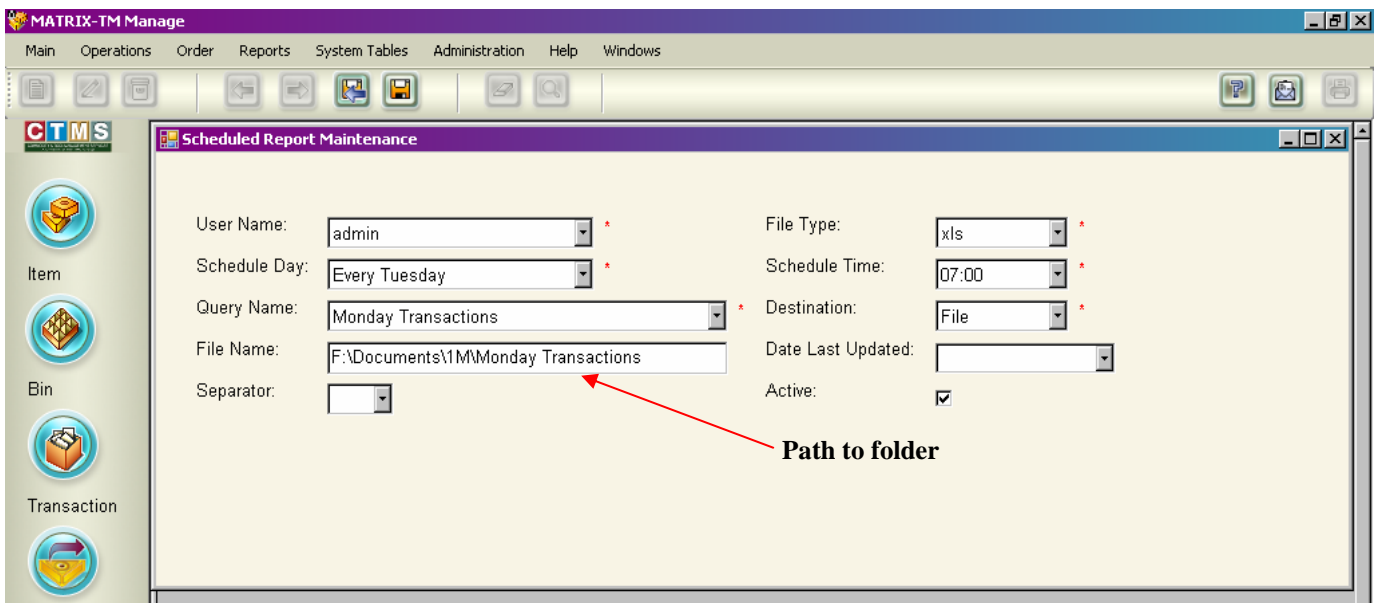 MATRIX-TM Manage
Main Operations Order Reports System Tables Administration Help Windows
CTMS
Scheduled Report Maintenance
User Name: admin * File Type: xls *
Schedule Day: Every Tuesday * Schedule Time: 07:00 *
Query Name: Monday Transactions * Destination: File *
File Name: F:\Documents\1M\Monday Transactions Date Last Updated:
Separator: Active:
Path to folder
Item
Bin
Transaction